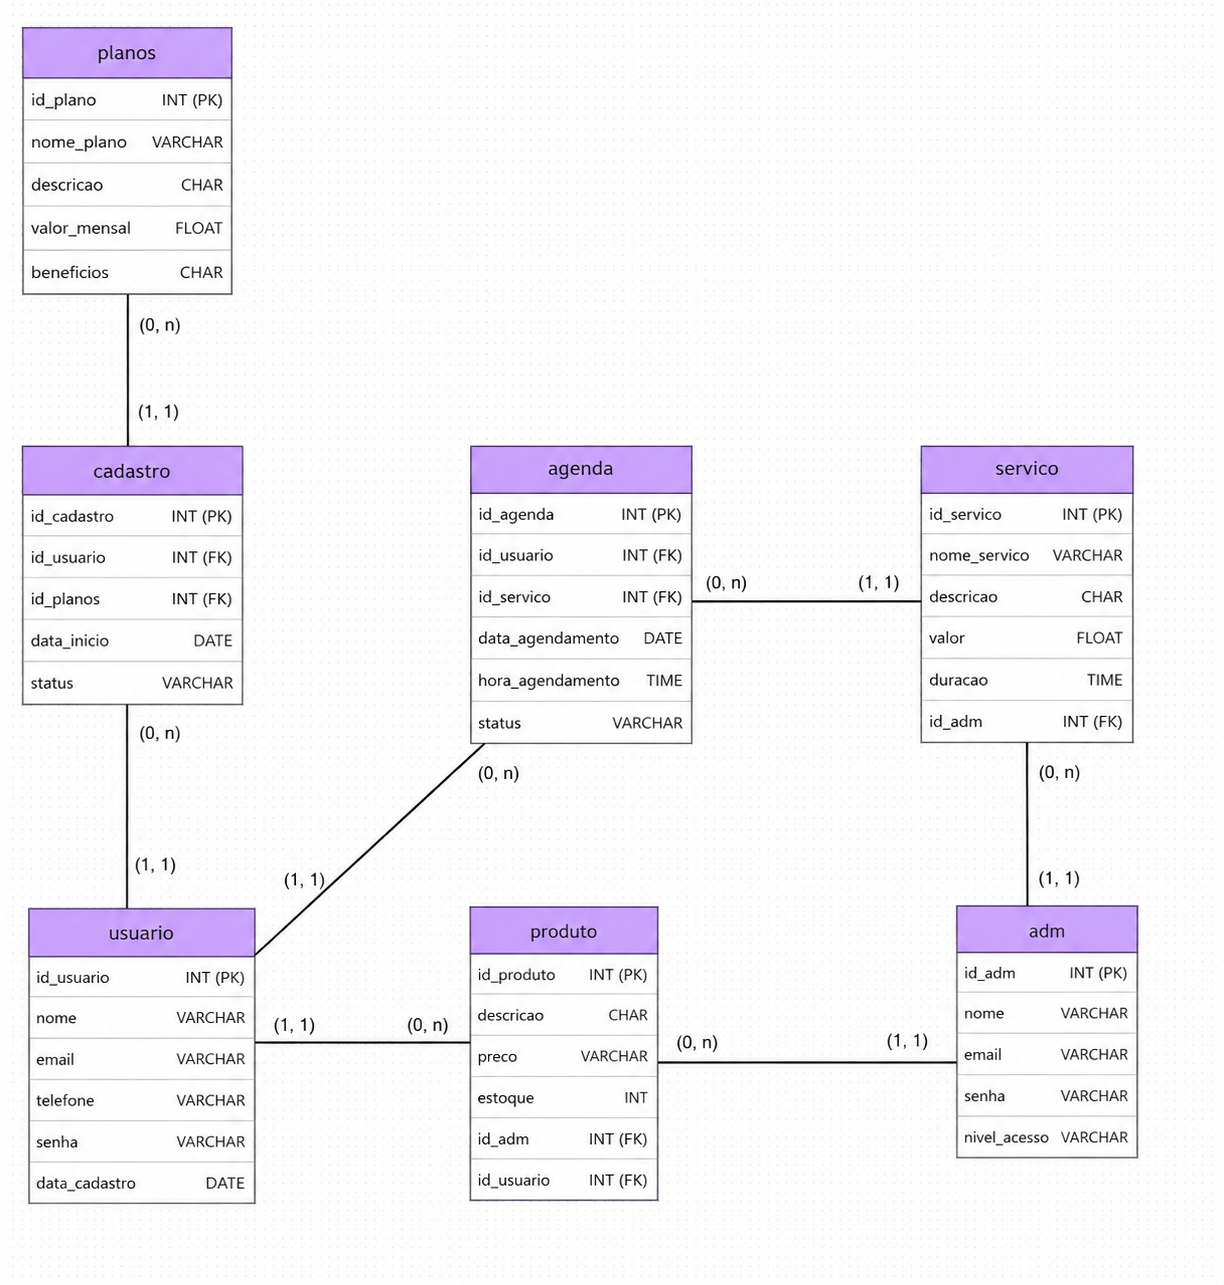 planos
id_plano INT (PK)
nome_plano VARCHAR
descricao CHAR
valor_mensal FLOAT
beneficios CHAR
(0, n)
(1, 1)
cadastro
id_cadastro INT (PK)
id_usuario INT (FK)
id_planos INT (FK)
data_inicio DATE
status VARCHAR
(0, n)
(1, 1)
agenda
id_agenda INT (PK)
id_usuario INT (FK)
id_servico INT (FK)
data_agendamento DATE
hora_agendamento TIME
status VARCHAR
(0, n)
(1, 1)
(0, n)
(1, 1)
servico
id_servico INT (PK)
nome_servico VARCHAR
descricao CHAR
valor FLOAT
duracao TIME
id_adm INT (FK)
(0, n)
(1, 1)
usuario
id_usuario INT (PK)
nome VARCHAR
email VARCHAR
telefone VARCHAR
senha VARCHAR
data_cadastro DATE
(1, 1)
(0, n)
produto
id_produto INT (PK)
descricao CHAR
preco VARCHAR
estoque INT
id_adm INT (FK)
id_usuario INT (FK)
(0, n)
(1, 1)
adm
id_adm INT (PK)
nome VARCHAR
email VARCHAR
senha VARCHAR
nivel_acesso VARCHAR